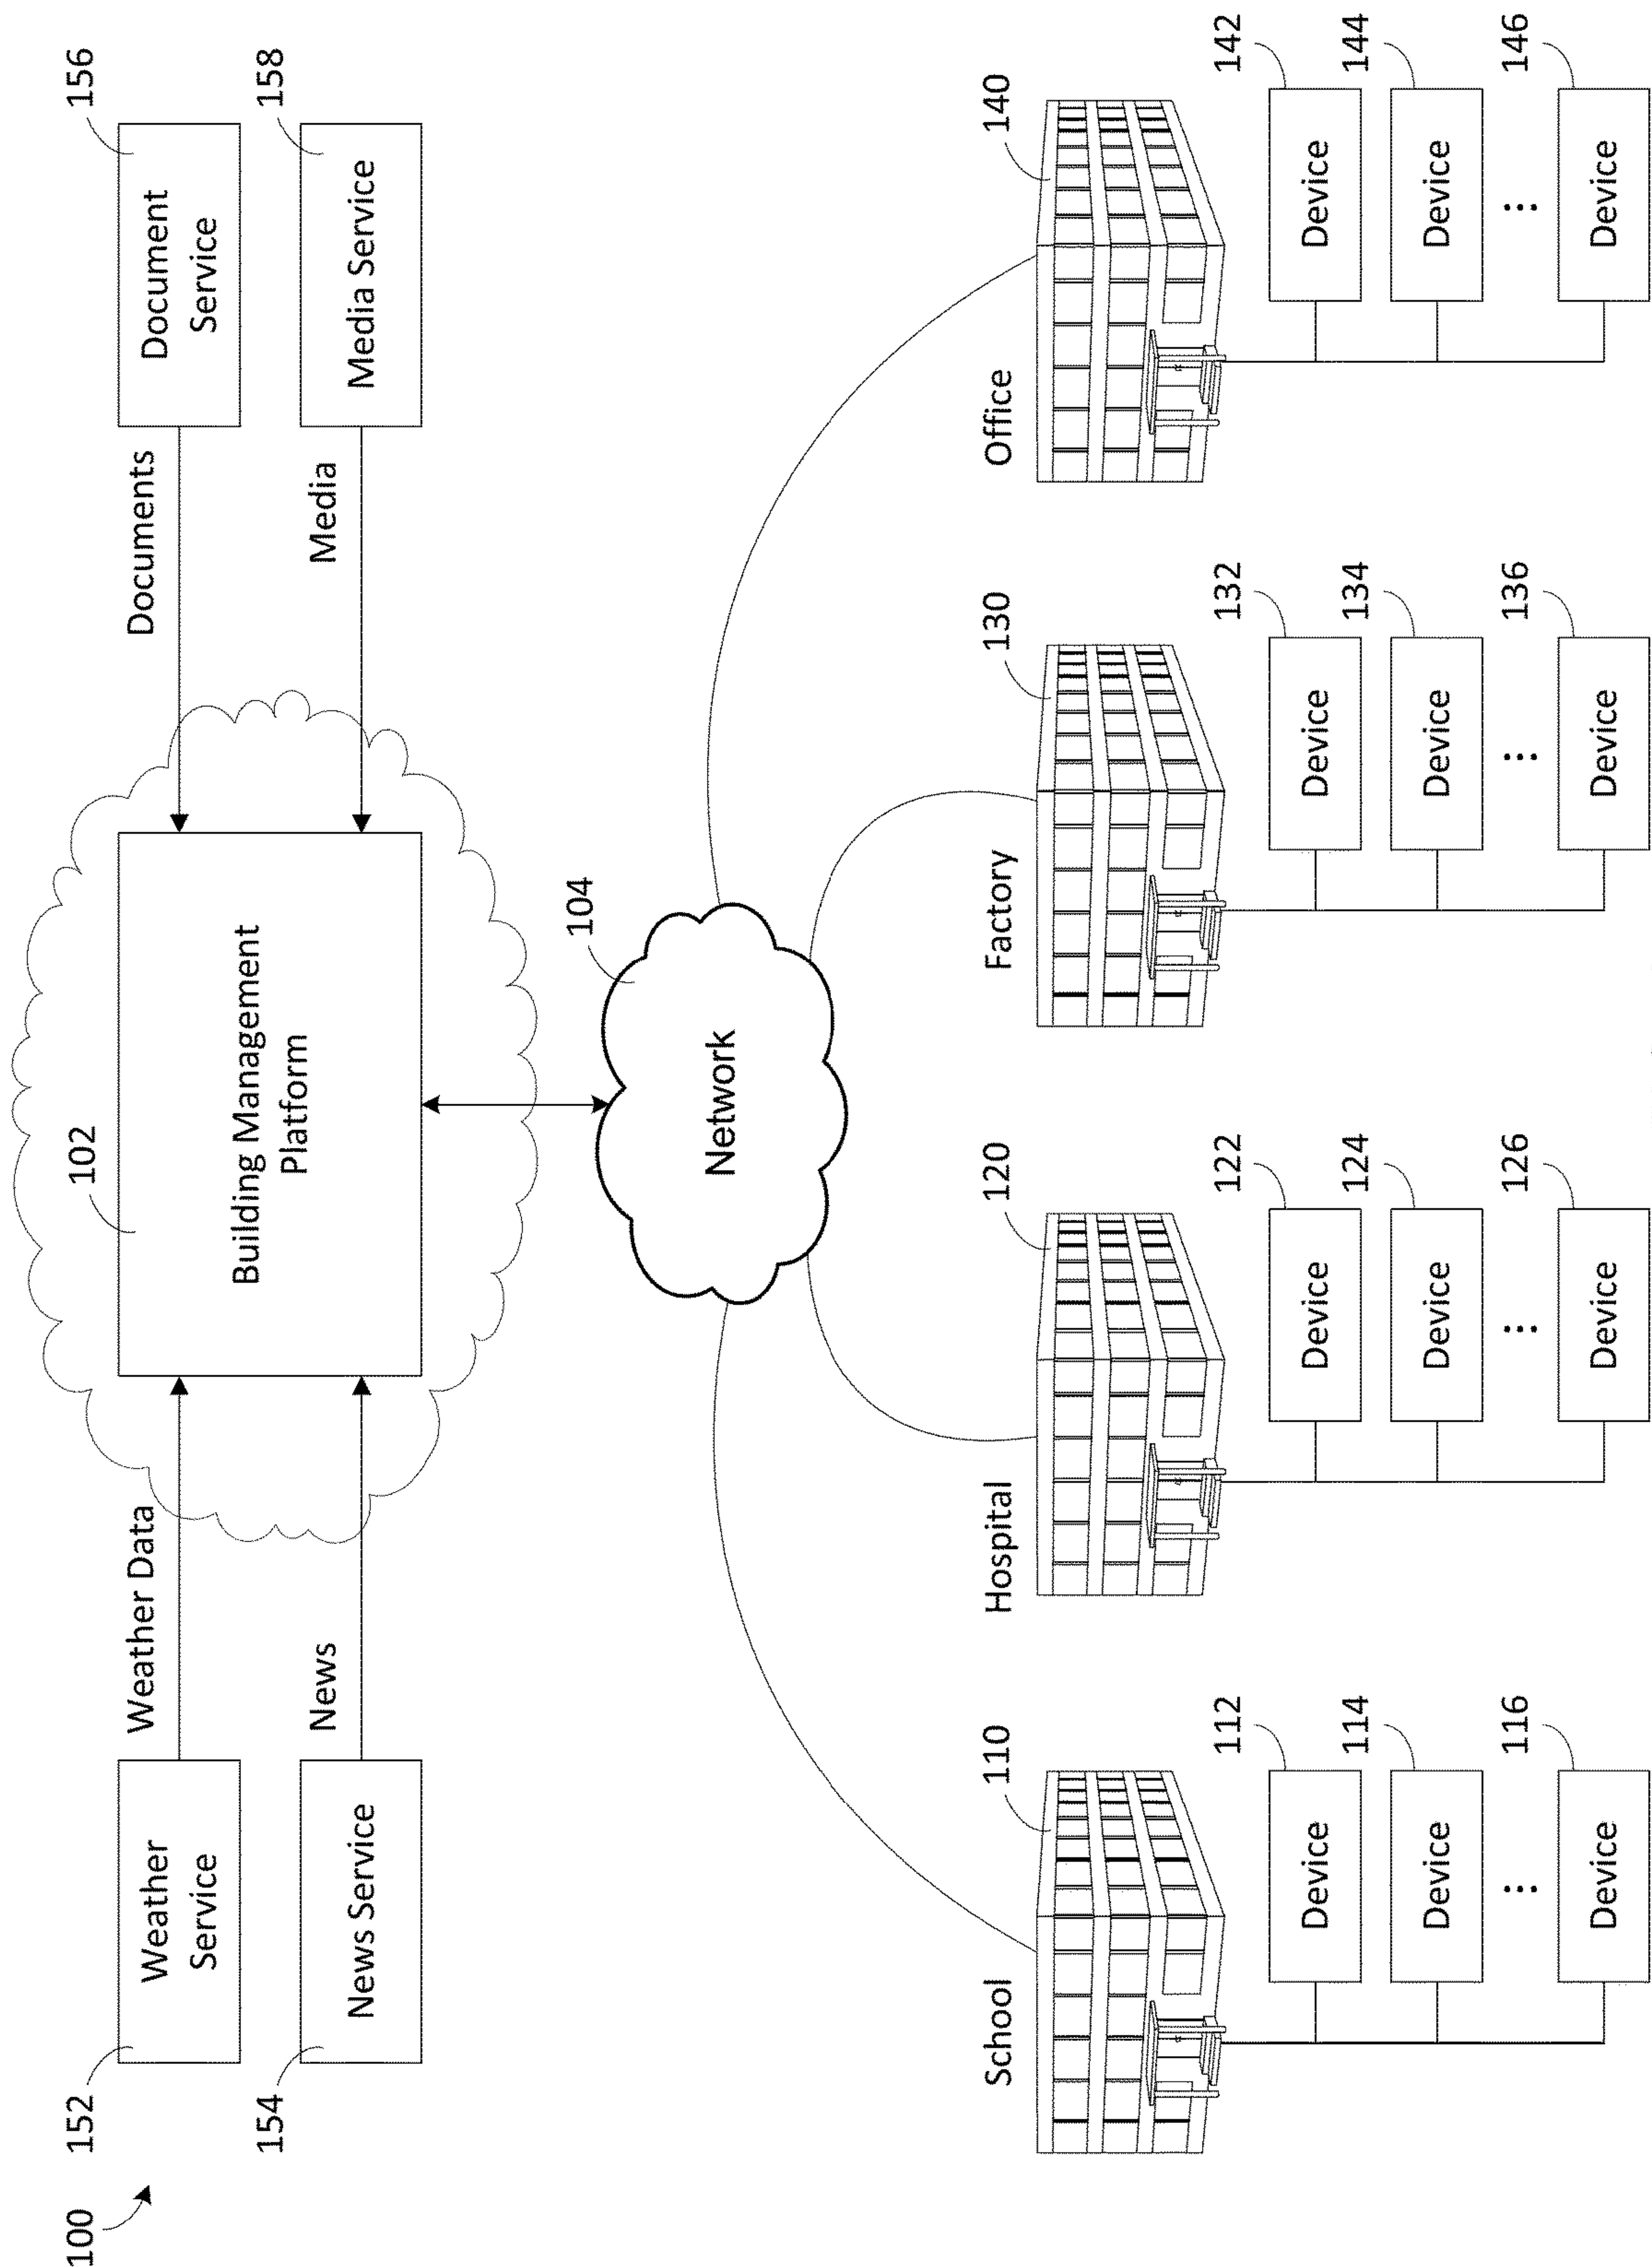 100
152
Weather
Service
Weather Data
102
Building Management
Platform
Documents
Document
Service
156
154
News Service
News
Media
Media Service
158
104
Network
School
110
Hospital
120
Factory
130
Office
140
Device
112
Device
122
Device
132
Device
142
Device
114
Device
124
Device
134
Device
144
Device
116
Device
126
Device
136
Device
146